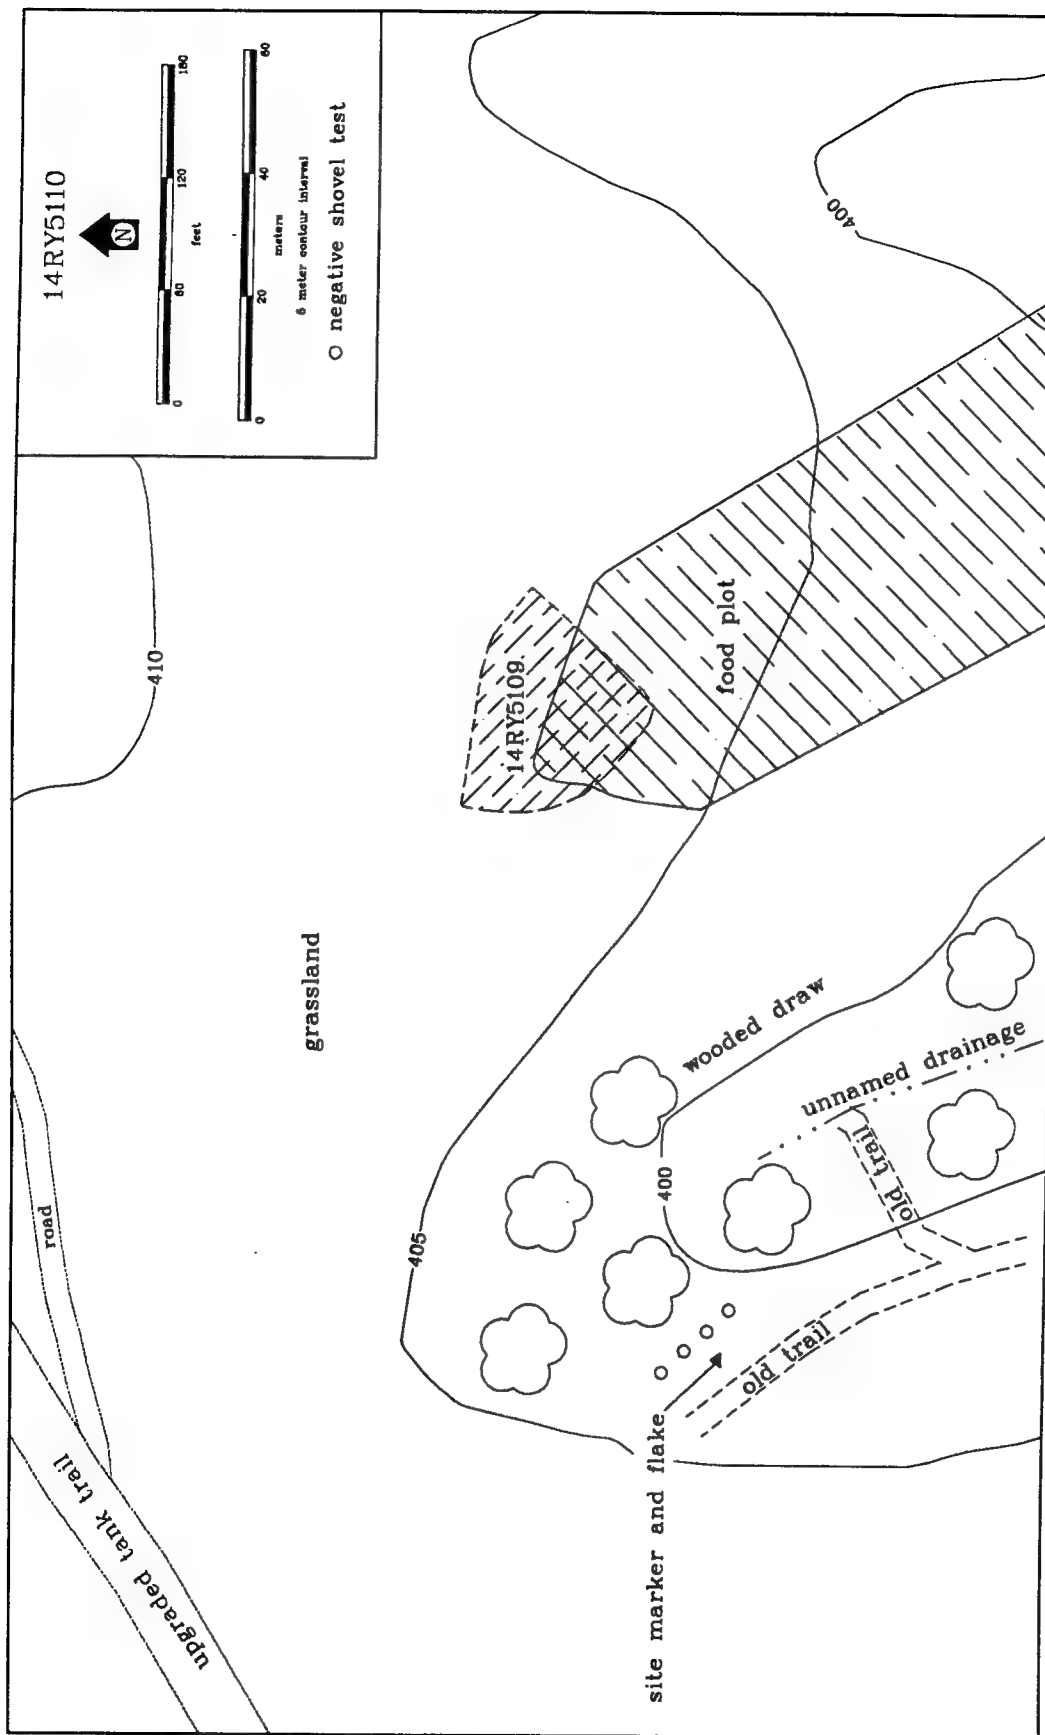 14RY5110
N
0 60 120 180
feet
0 20 40 60
meters
5 meter contour interval
negative shovel test
410
road
upgraded tank trail
grassland
14RY5109
food plot
400
405
wooded draw
400
unnamed drainage
old trail
old trail
site marker and flake